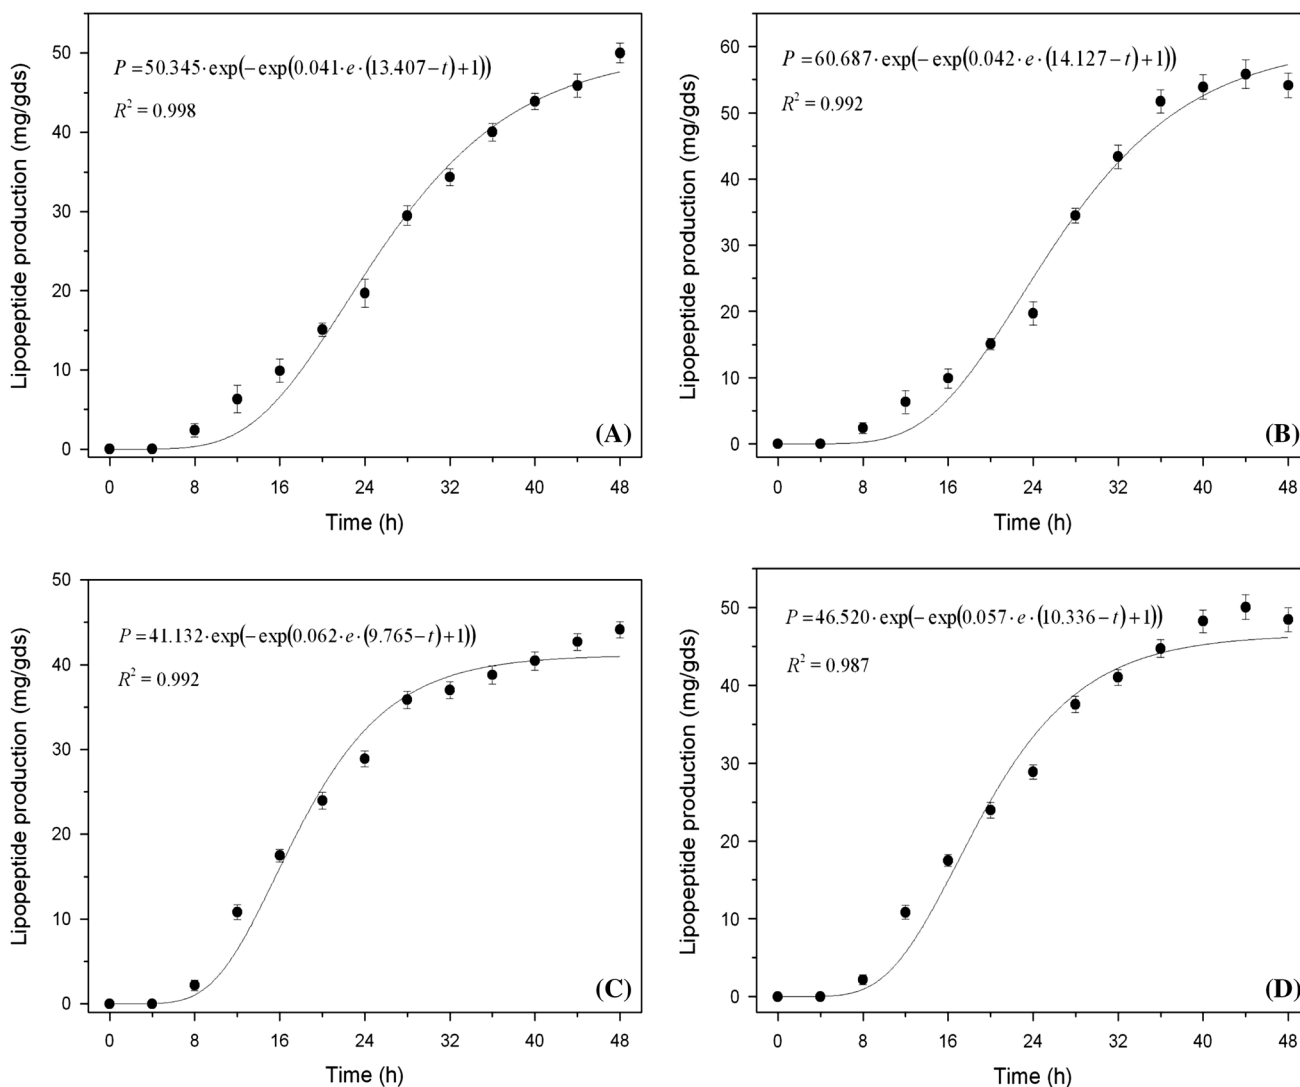 P = 50.345·exp(−exp(0.041·e·(13.407−t)+1))
R² = 0.998
Lipopeptide production (mg/gds)
50
40
30
20
10
0
(A)
0 8 16 24 32 40 48
Time (h)
P = 60.687·exp(−exp(0.042·e·(14.127−t)+1))
R² = 0.992
Lipopeptide production (mg/gds)
60
50
40
30
20
10
0
(B)
0 8 16 24 32 40 48
Time (h)
P = 41.132·exp(−exp(0.062·e·(9.765−t)+1))
R² = 0.992
Lipopeptide production (mg/gds)
50
40
30
20
10
0
(C)
0 8 16 24 32 40 48
Time (h)
P = 46.520·exp(−exp(0.057·e·(10.336−t)+1))
R² = 0.987
Lipopeptide production (mg/gds)
50
40
30
20
10
0
(D)
0 8 16 24 32 40 48
Time (h)